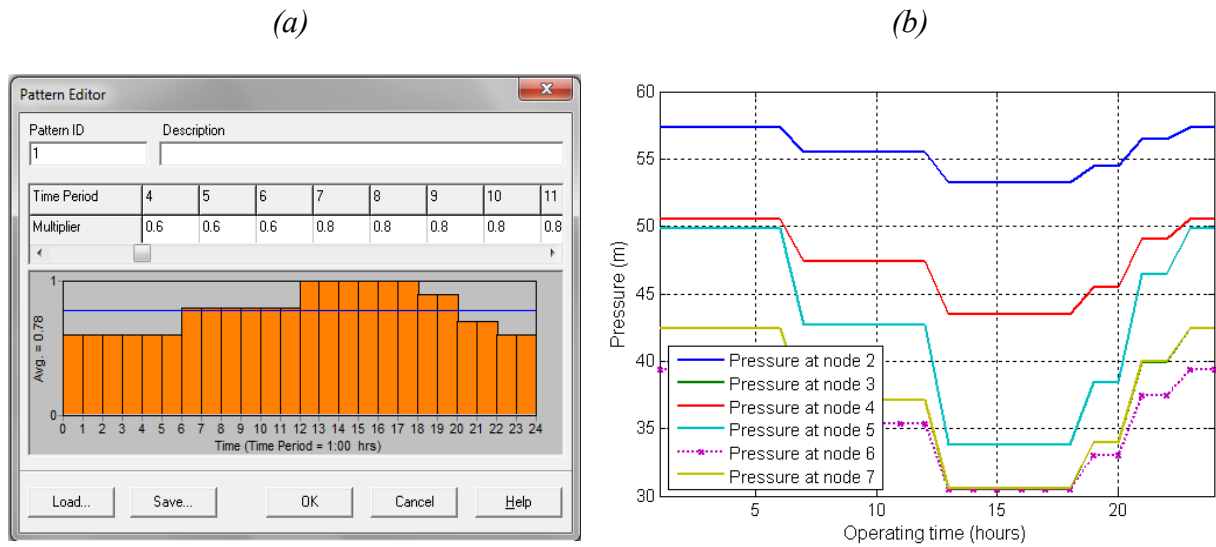 (a)
(b)
Pattern Editor
X
Pattern ID Description
1
Time Period 4 5 6 7 8 9 10 11
Multiplier 0.6 0.6 0.6 0.8 0.8 0.8 0.8 0.8
1
Avg. = 0.78
0
0 1 2 3 4 5 6 7 8 9 10 11 12 13 14 15 16 17 18 19 20 21 22 23 24
Time (Time Period = 1:00 hrs)
Load... Save... OK Cancel Help
60
55
50
45
40
35
30
Pressure (m)
Pressure at node 2
Pressure at node 3
Pressure at node 4
Pressure at node 5
Pressure at node 6
Pressure at node 7
5 10 15 20
Operating time (hours)